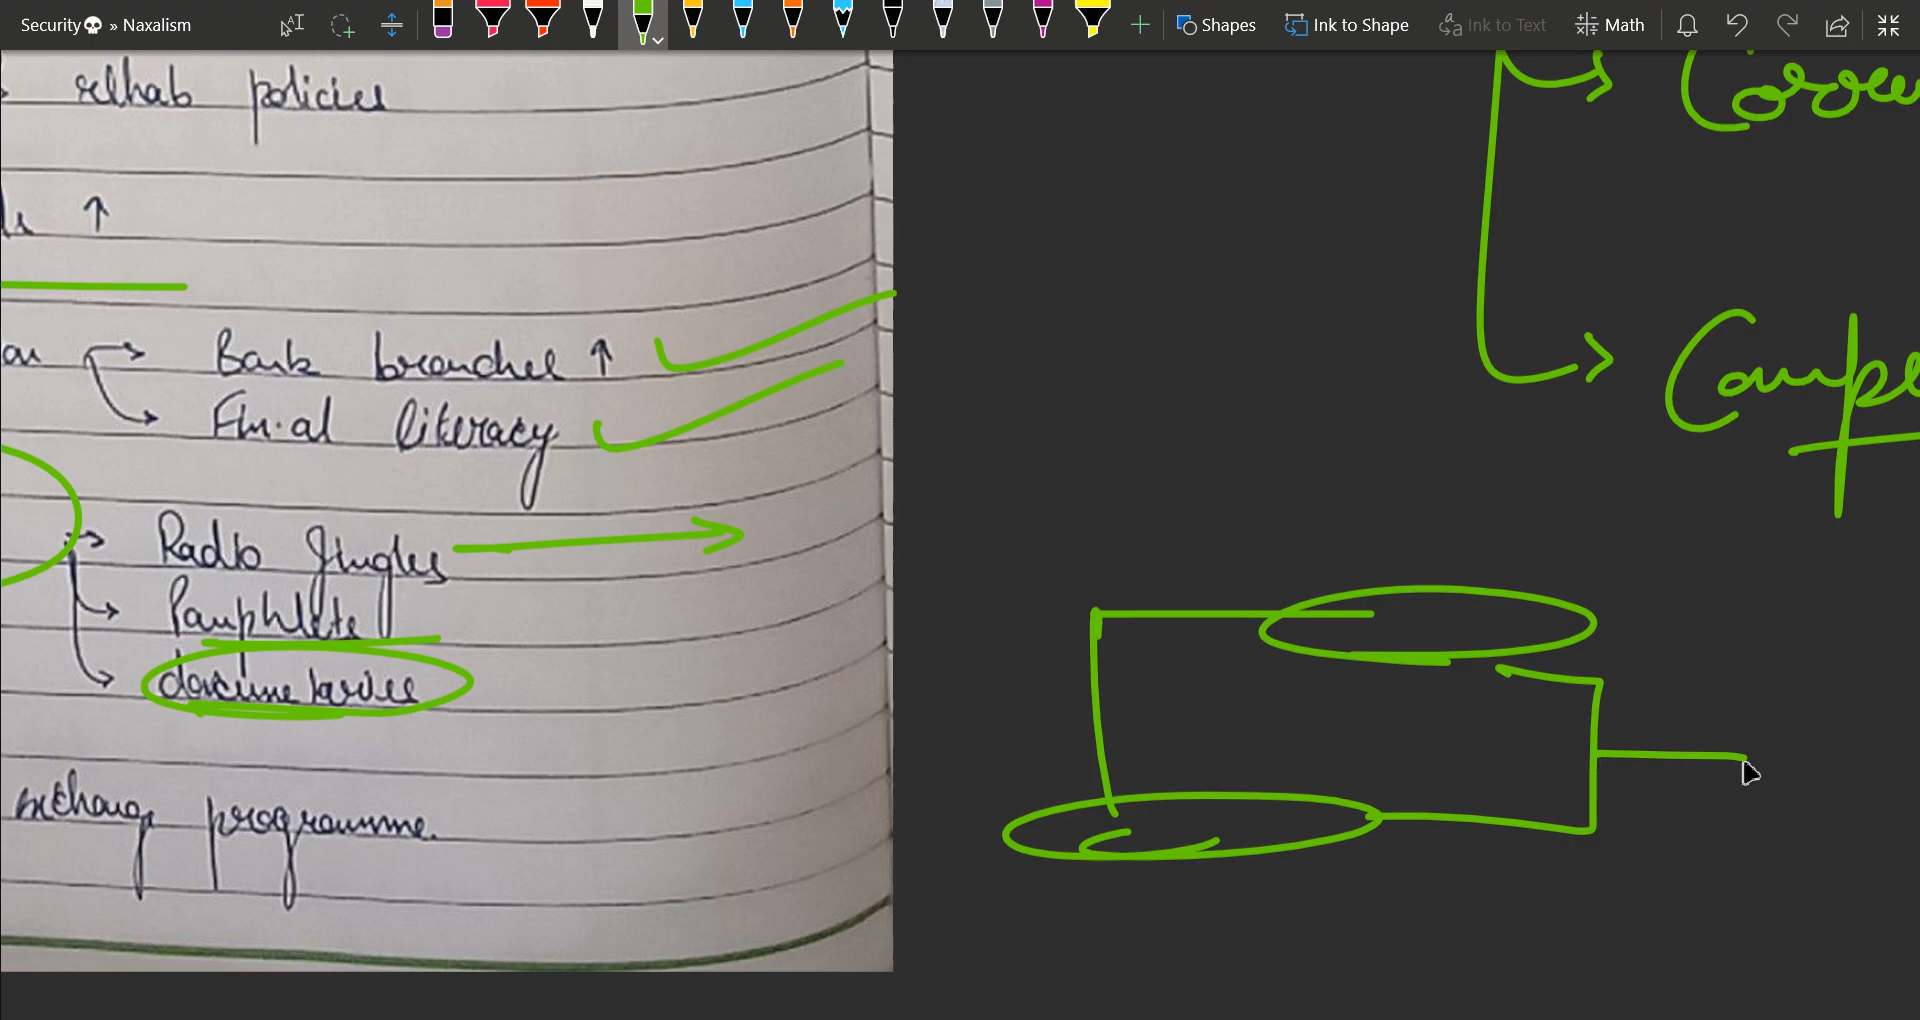 Security💀 » Naxalism
Shapes
Ink to Shape
Ink to Text
Math
rehab policies
↑
→ Bank branches ↑
→ Fin.al literacy
→ Radio Jingles
→ Pamphlets
→ documentaries
exchange programme.